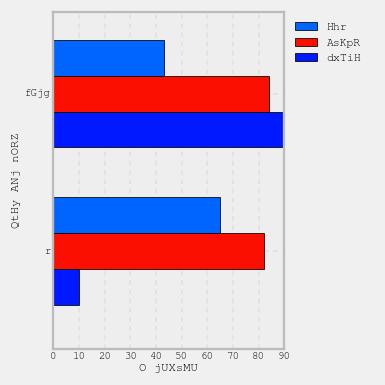 Hhr
AsKpR
dxTiH
fGjg
r
QtHy ANj nORZ
0 10 20 30 40 50 60 70 80 90
O jUXsMU